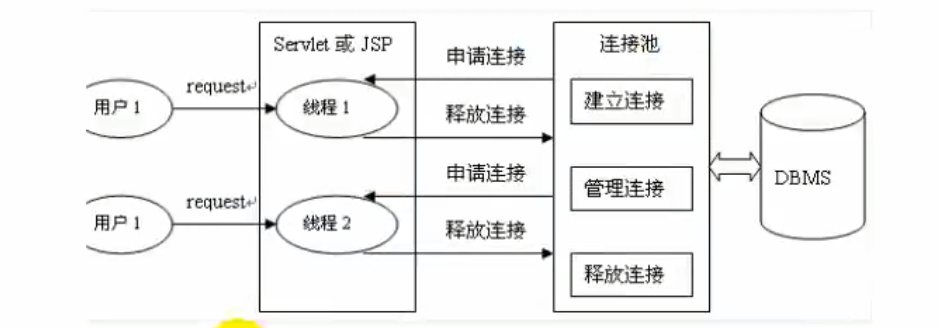 Servlet 或 JSP
连接池
申请连接
request
用户 1
线程 1
建立连接
释放连接
申请连接
DBMS
管理连接
request
用户 1
线程 2
释放连接
释放连接